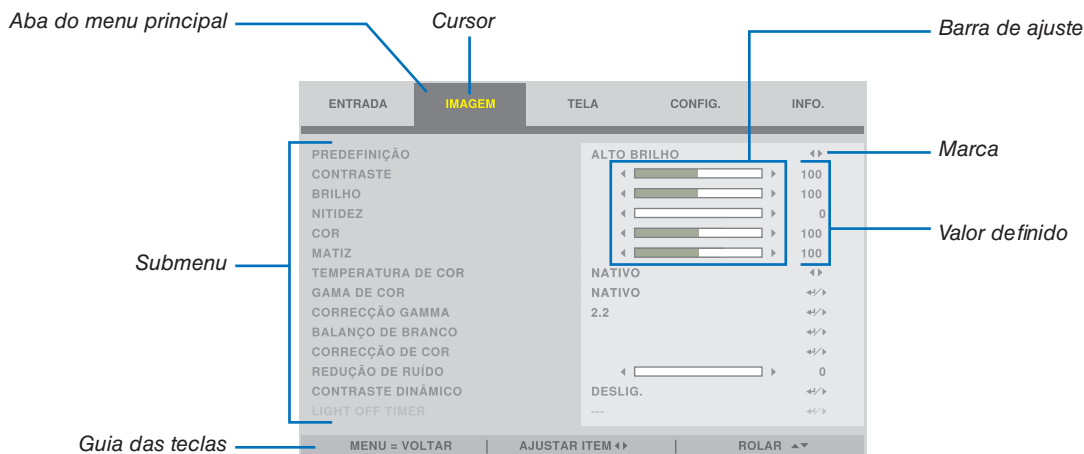 Aba do menu principal
Cursor
Barra de ajuste
ENTRADA IMAGEM TELA CONFIG. INFO.
PREDEFINIÇÃO ALTO BRILHO
Marca
CONTRASTE 100
BRILHO 100
NITIDEZ 0
COR 100
Valor definido
MATIZ 100
Submenu
TEMPERATURA DE COR NATIVO
GAMA DE COR NATIVO
CORRECÇÃO GAMMA 2.2
BALANÇO DE BRANCO
CORRECÇÃO DE COR
REDUÇÃO DE RUÍDO 0
CONTRASTE DINÂMICO DESLIG.
LIGHT OFF TIMER ---
Guia das teclas
MENU = VOLTAR | AJUSTAR ITEM | ROLAR